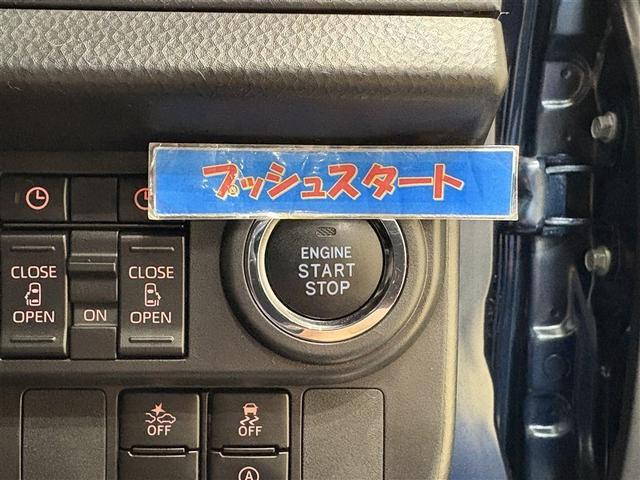 プッシュスタート
ENGINE
START
STOP
CLOSE
OPEN
ON
CLOSE
OPEN
OFF
OFF
A